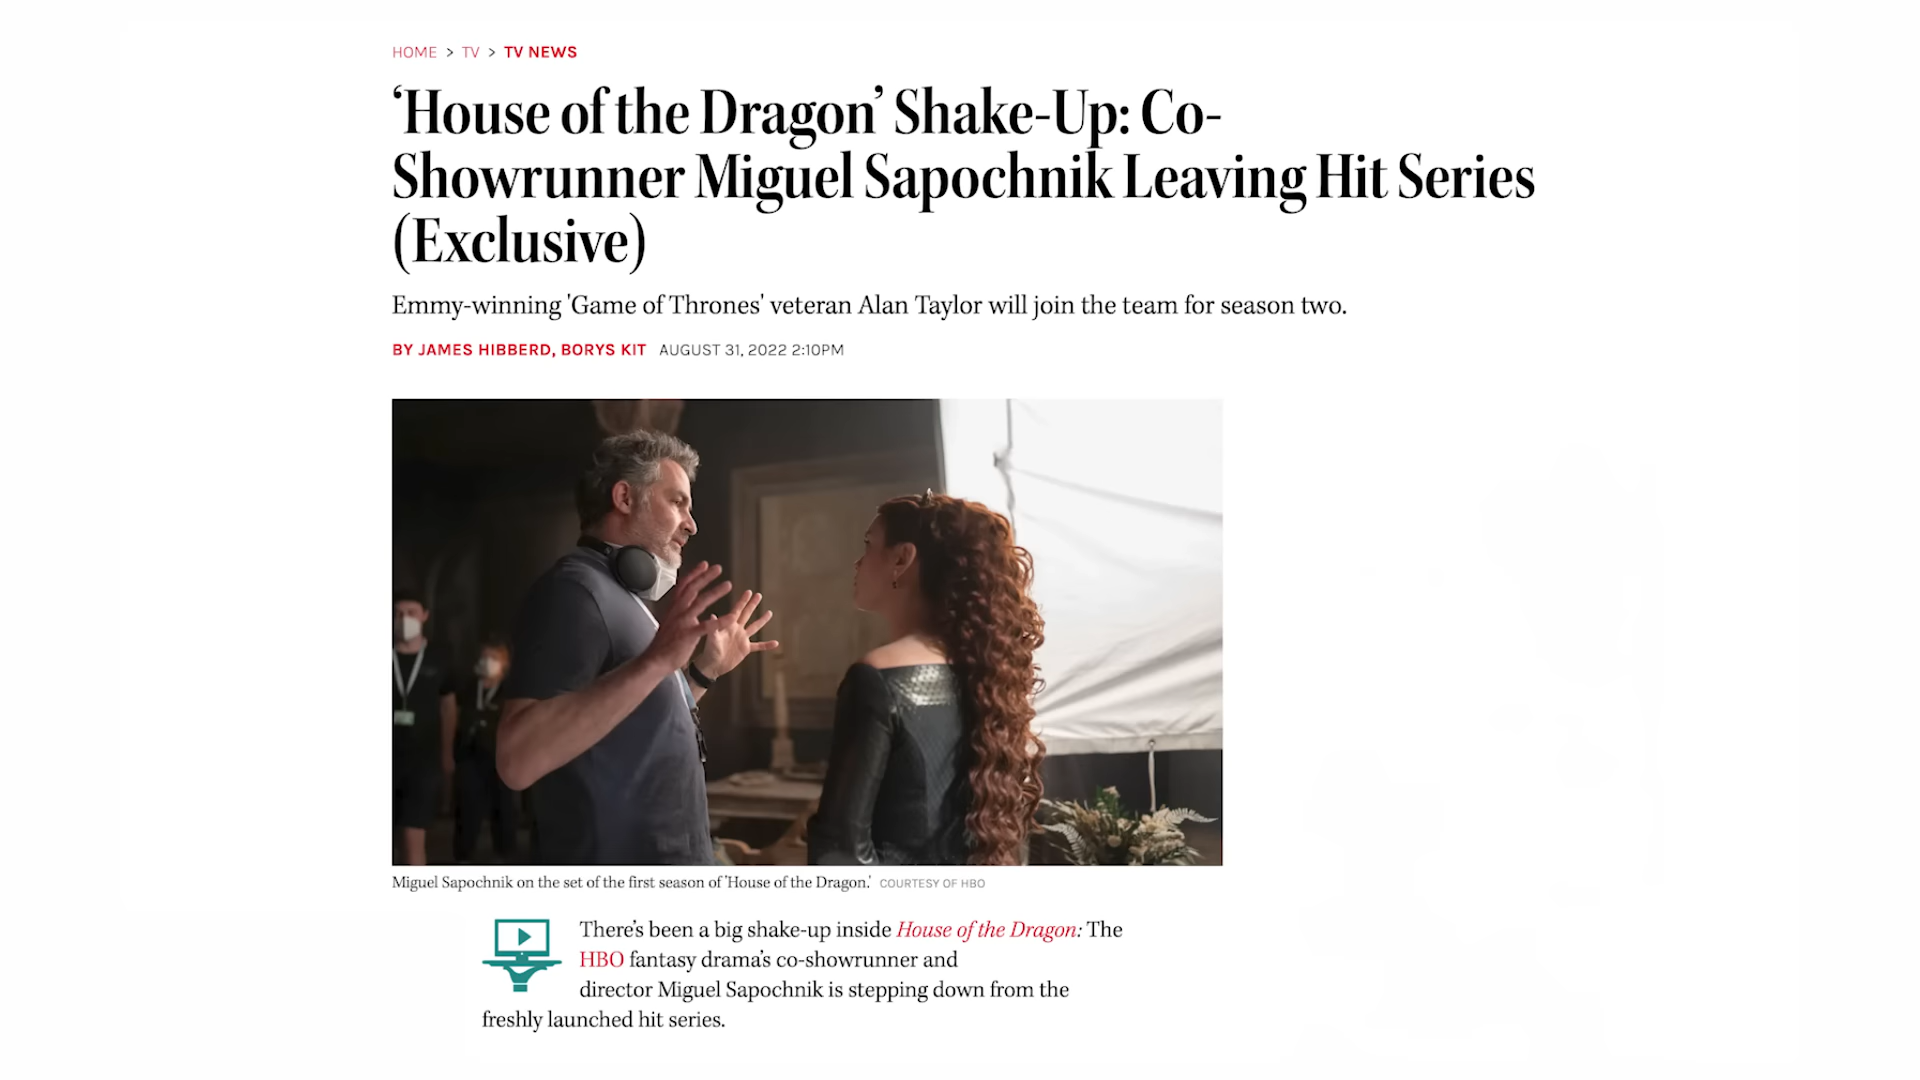 HOME > TV > TV NEWS
‘House of the Dragon’ Shake-Up: Co-
Showrunner Miguel Sapochnik Leaving Hit Series
(Exclusive)
Emmy-winning 'Game of Thrones' veteran Alan Taylor will join the team for season two.
BY JAMES HIBBERD, BORYS KIT AUGUST 31, 2022 2:10PM
Miguel Sapochnik on the set of the first season of 'House of the Dragon.' COURTESY OF HBO
There's been a big shake-up inside House of the Dragon: The
HBO fantasy drama's co-showrunner and
director Miguel Sapochnik is stepping down from the
freshly launched hit series.